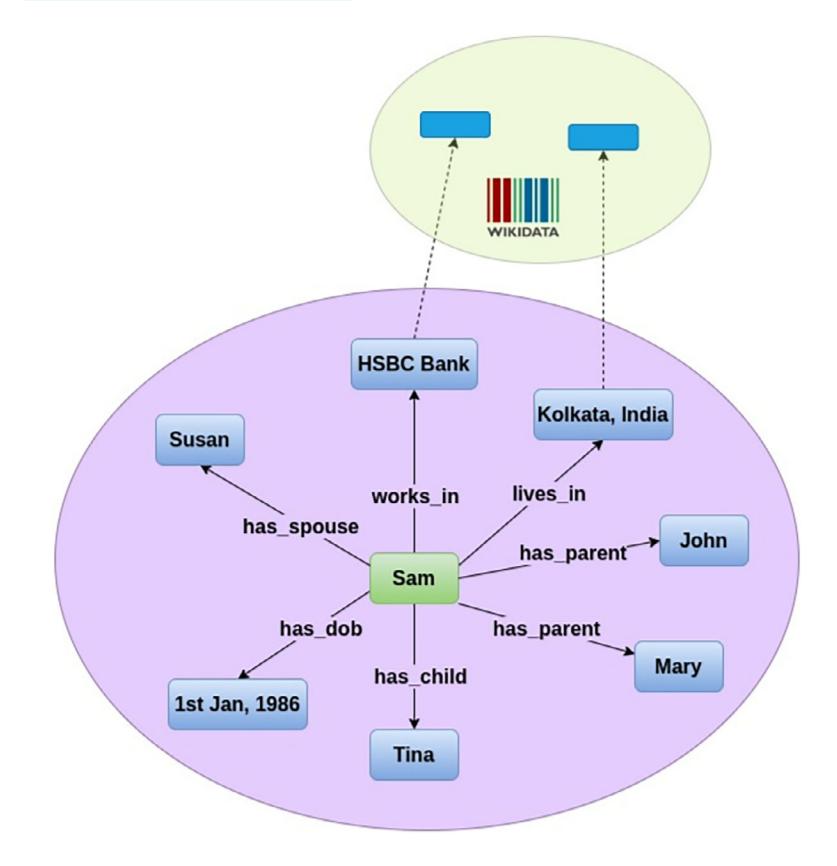 WIKIDATA
HSBC Bank
Kolkata, India
Susan
works_in
lives_in
has_spouse
John
has_parent
Sam
has_dob
has_parent
Mary
has_child
1st Jan, 1986
Tina